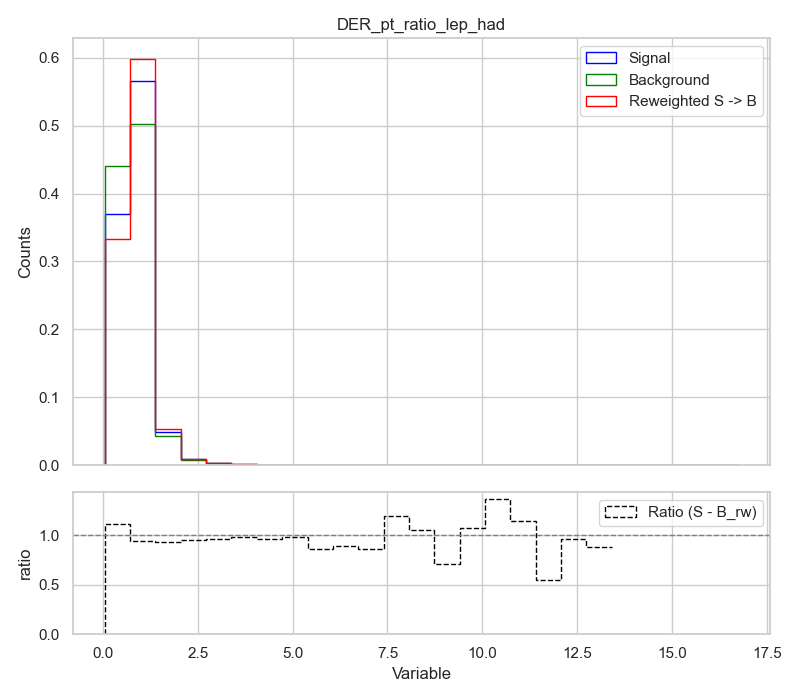 DER_pt_ratio_lep_had
0.6
0.5
0.4
0.3
0.2
0.1
0.0
Counts
Signal
Background
Reweighted S -> B
1.0
0.5
0.0
ratio
Ratio (S - B_rw)
0.0 2.5 5.0 7.5 10.0 12.5 15.0 17.5
Variable